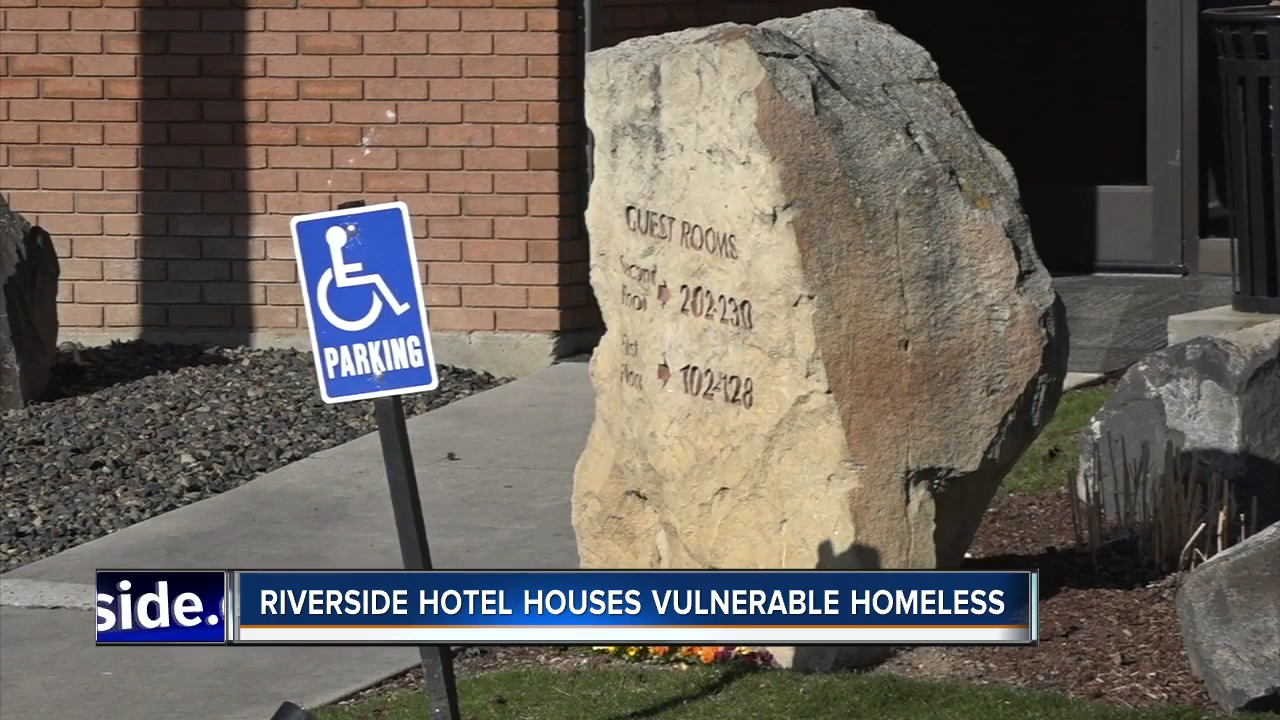 GUEST ROOMS
Second
Floor 202-230
First
Floor 102-128
PARKING
side.
RIVERSIDE HOTEL HOUSES VULNERABLE HOMELESS